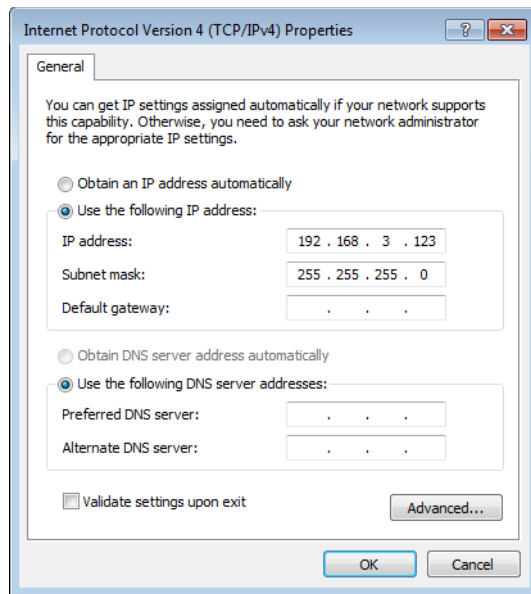 Internet Protocol Version 4 (TCP/IPv4) Properties
General
You can get IP settings assigned automatically if your network supports
this capability. Otherwise, you need to ask your network administrator
for the appropriate IP settings.
Obtain an IP address automatically
Use the following IP address:
IP address: 192 . 168 . 3 . 123
Subnet mask: 255 . 255 . 255 . 0
Default gateway: . . .
Obtain DNS server address automatically
Use the following DNS server addresses:
Preferred DNS server: . . .
Alternate DNS server: . . .
Validate settings upon exit
Advanced...
OK Cancel